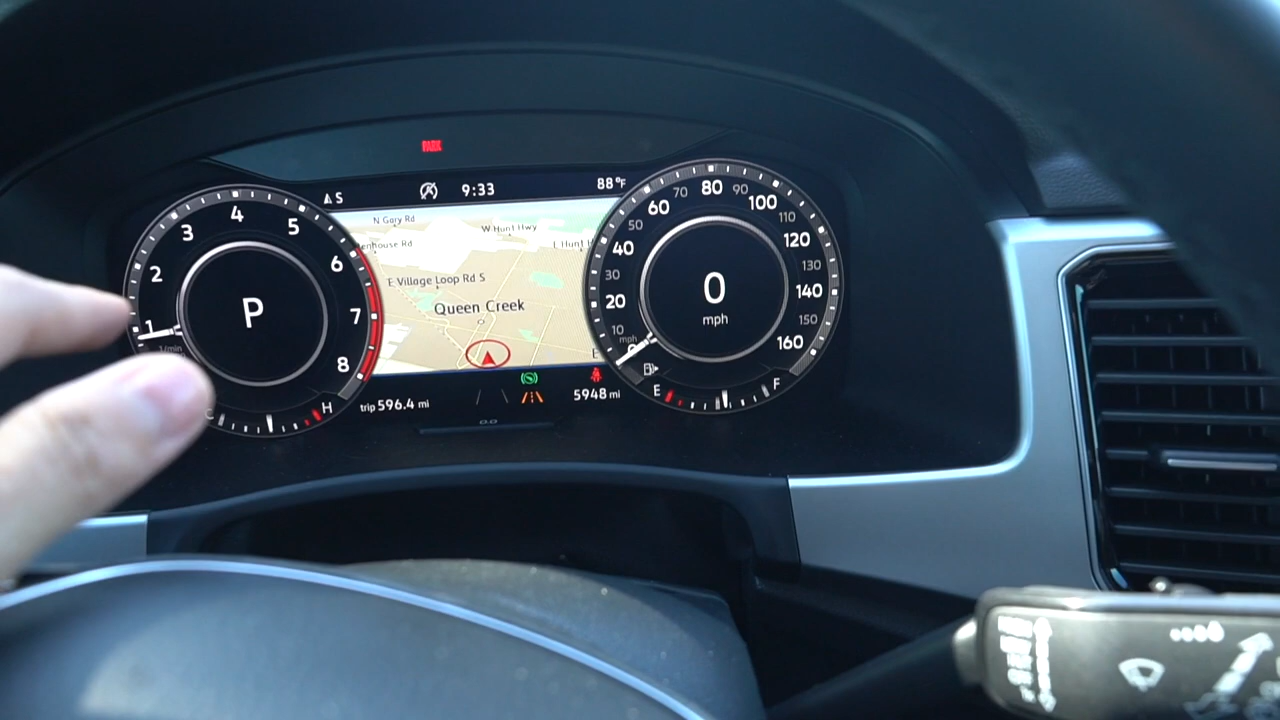 PARK
S
9:33
88°F
N Gary Rd
W Hunt Hwy
enhouse Rd
E Hunt H
E Village Loop Rd S
Queen Creek
E
1
2
3
4
5
6
7
8
1/min
P
C
H
trip 596.4 mi
5948 mi
0
10
20
30
40
50
60
70
80
90
100
110
120
130
140
150
160
mph
0
mph
E
F